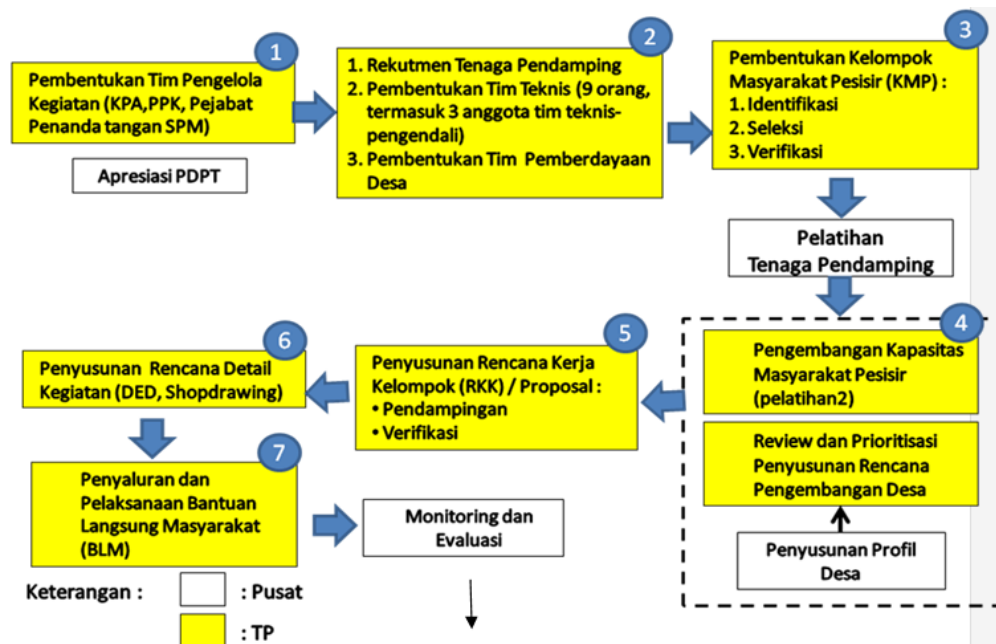 1
Pembentukan Tim Pengelola
Kegiatan (KPA,PPK, Pejabat
Penanda tangan SPM)
Apresiasi PDPT
2
1. Rekutmen Tenaga Pendamping
2. Pembentukan Tim Teknis (9 orang,
termasuk 3 anggota tim teknis-
pengendali)
3. Pembentukan Tim Pemberdayaan
Desa
3
Pembentukan Kelompok
Masyarakat Pesisir (KMP) :
1. Identifikasi
2. Seleksi
3. Verifikasi
Pelatihan
Tenaga Pendamping
4
Pengembangan Kapasitas
Masyarakat Pesisir
(pelatihan2)
Review dan Prioritisasi
Penyusunan Rencana
Pengembangan Desa
Penyusunan Profil
Desa
5
Penyusunan Rencana Kerja
Kelompok (RKK) / Proposal :
• Pendampingan
• Verifikasi
6
Penyusunan Rencana Detail
Kegiatan (DED, Shopdrawing)
7
Penyaluran dan
Pelaksanaan Bantuan
Langsung Masyarakat
(BLM)
Monitoring dan
Evaluasi
Keterangan :
: Pusat
: TP